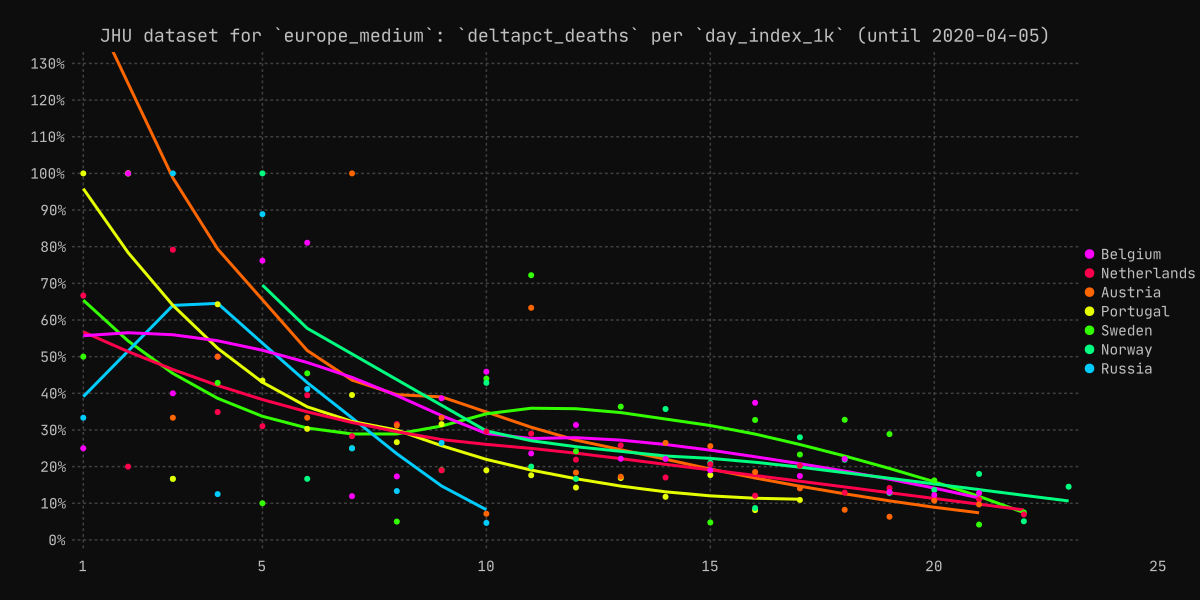 JHU dataset for `europe_medium`: `deltapct_deaths` per `day_index_1k` (until 2020-04-05)
130%
120%
110%
100%
90%
80%
70%
60%
50%
40%
30%
20%
10%
0%
1
5
10
15
20
25
Belgium
Netherlands
Austria
Portugal
Sweden
Norway
Russia